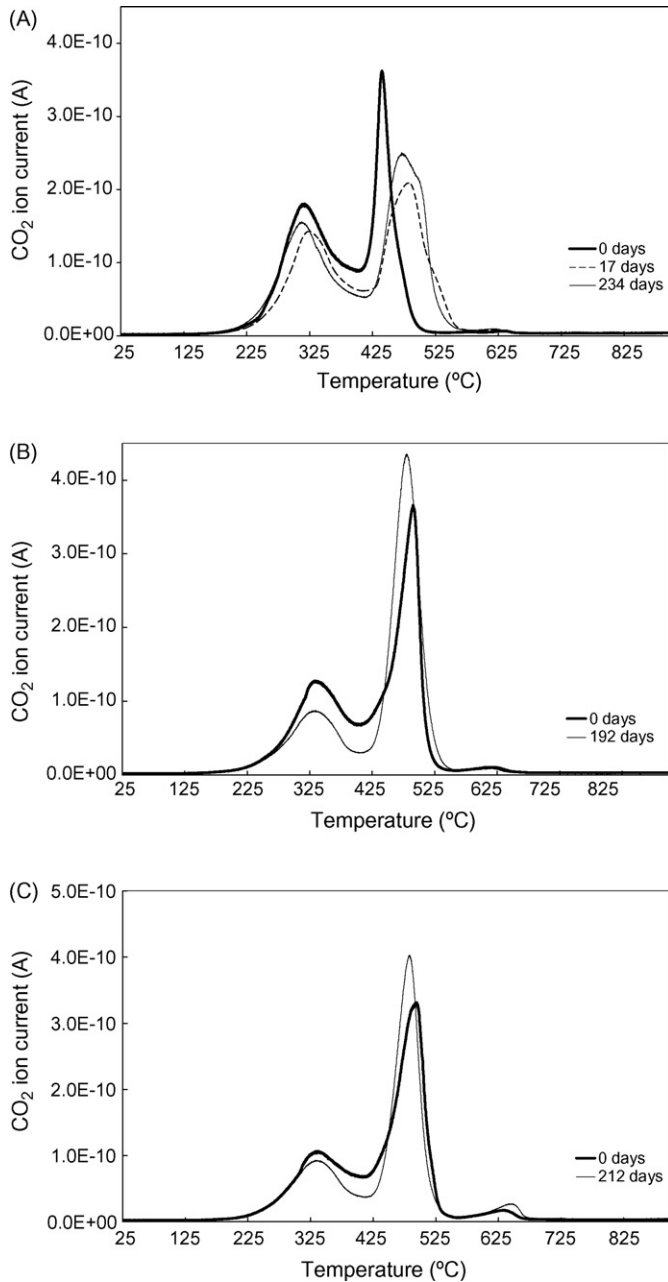 (A)
CO₂ ion current (A)
4.0E-10
3.0E-10
2.0E-10
1.0E-10
0.0E+00
0 days
17 days
234 days
25 125 225 325 425 525 625 725 825
Temperature (ºC)
(B)
CO₂ ion current (A)
4.0E-10
3.0E-10
2.0E-10
1.0E-10
0.0E+00
0 days
192 days
25 125 225 325 425 525 625 725 825
Temperature (ºC)
(C)
CO₂ ion current (A)
5.0E-10
4.0E-10
3.0E-10
2.0E-10
1.0E-10
0.0E+00
0 days
212 days
25 125 225 325 425 525 625 725 825
Temperature (ºC)